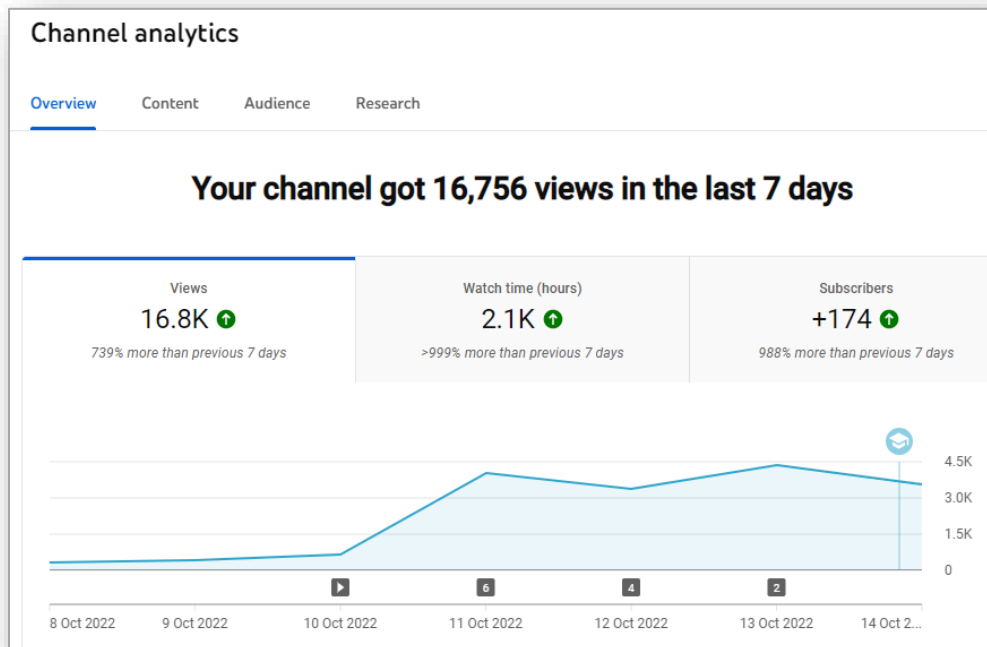 Channel analytics
Overview Content Audience Research
Your channel got 16,756 views in the last 7 days
Views Watch time (hours) Subscribers
16.8K 2.1K +174
739% more than previous 7 days >999% more than previous 7 days 988% more than previous 7 days
4.5K
3.0K
1.5K
0
6 4 2
8 Oct 2022 9 Oct 2022 10 Oct 2022 11 Oct 2022 12 Oct 2022 13 Oct 2022 14 Oct 2...